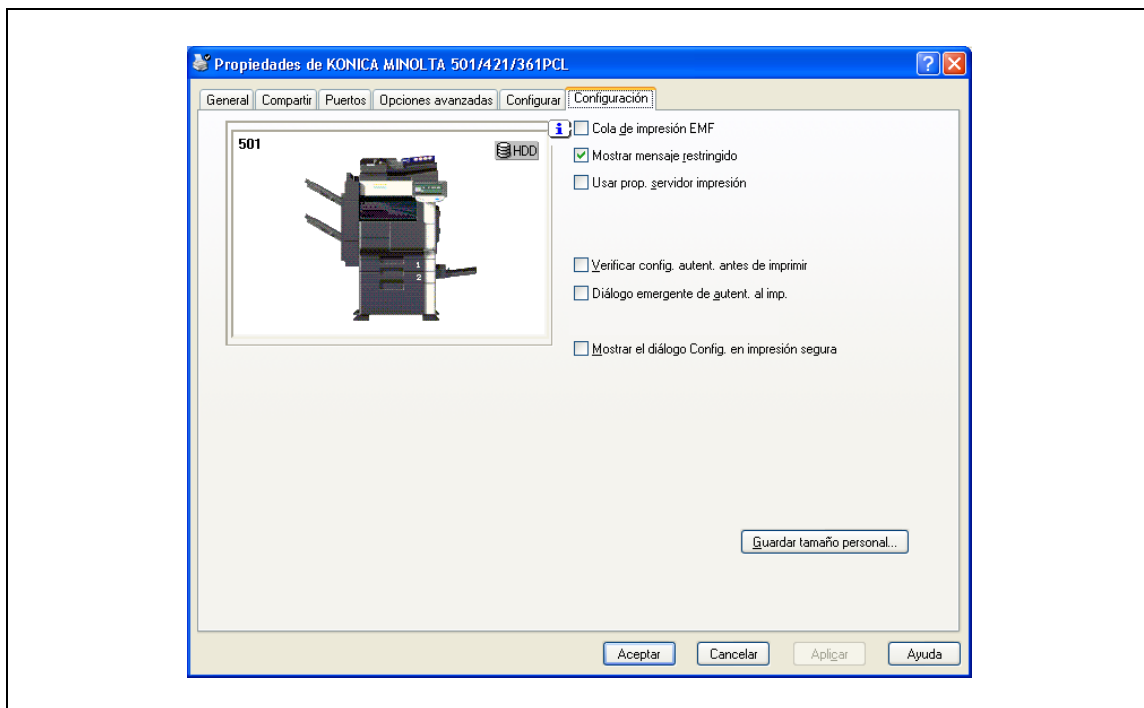 Propiedades de KONICA MINOLTA 501/421/361PCL
General Compartir Puertos Opciones avanzadas Configurar Configuración
501
HDD
1
2
Cola de impresión EMF
Mostrar mensaje restringido
Usar prop. servidor impresión
Verificar config. autent. antes de imprimir
Diálogo emergente de autent. al imp.
Mostrar el diálogo Config. en impresión segura
Guardar tamaño personal...
Aceptar Cancelar Aplicar Ayuda